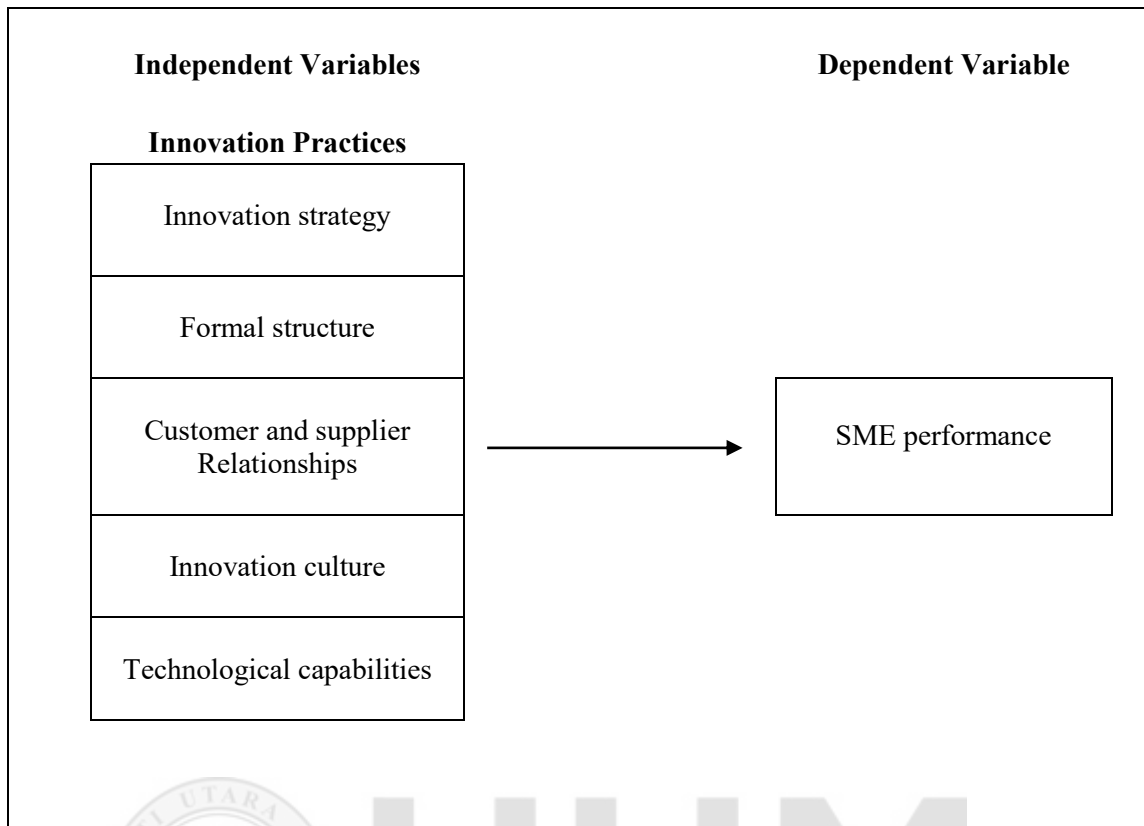 Independent Variables
Dependent Variable
Innovation Practices
Innovation strategy
Formal structure
Customer and supplier
Relationships
SME performance
Innovation culture
Technological capabilities
UTARA